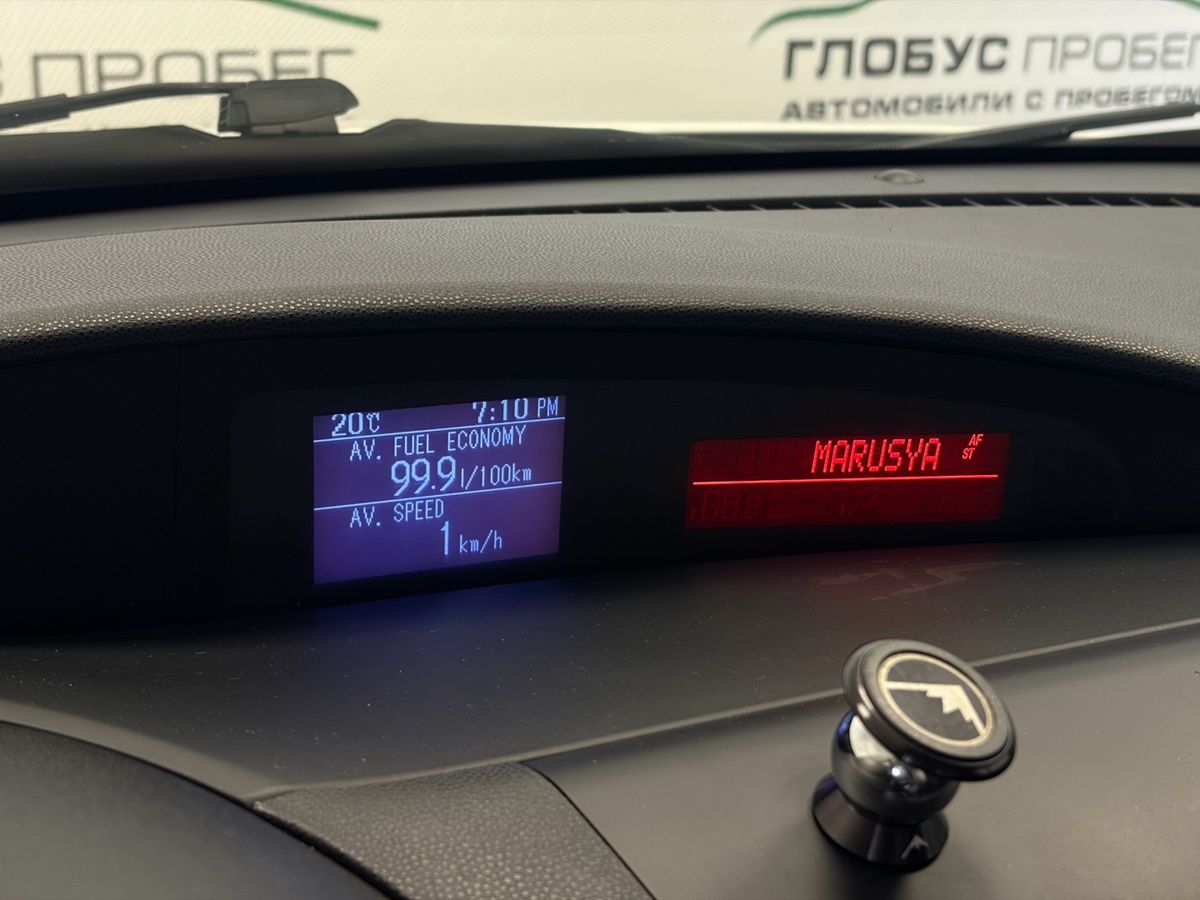 ПРОБЕГ
ГЛОБУС ПРОБЕГ
АВТОМОБИЛИ С ПРОБЕГОМ
20°C 7:10 PM
AV. FUEL ECONOMY
99.9 l/100km
AV. SPEED
1 km/h
MARUSYA AF
ST